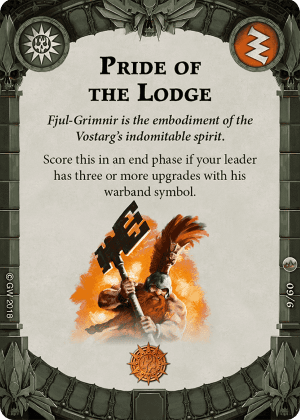 Pride of
the Lodge
Fjul-Grimnir is the embodiment of the
Vostarg's indomitable spirit.
Score this in an end phase if your leader
has three or more upgrades with his
warband symbol.
© GW 2018
9/60